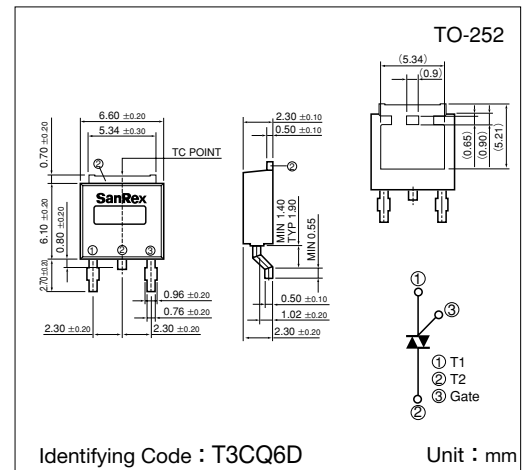 TO-252
(5.34)
(0.9)
6.60 ±0.20
5.34 ±0.30
2.30 ±0.10
0.50 ±0.10
0.70 ±0.20
TC POINT
②
②
(0.65)
(0.90)
(5.21)
SanRex
6.10 ±0.20
0.80 ±0.20
MIN 1.40
TYP 1.90
MIN 0.55
① ② ③
2.70 ±0.20
0.96 ±0.20
0.76 ±0.20
0.50 ±0.10
1.02 ±0.20
2.30 ±0.20
2.30 ±0.20
2.30 ±0.20
①
③
② 
① T1
② T2
③ Gate
Identifying Code：T3CQ6D
Unit：mm